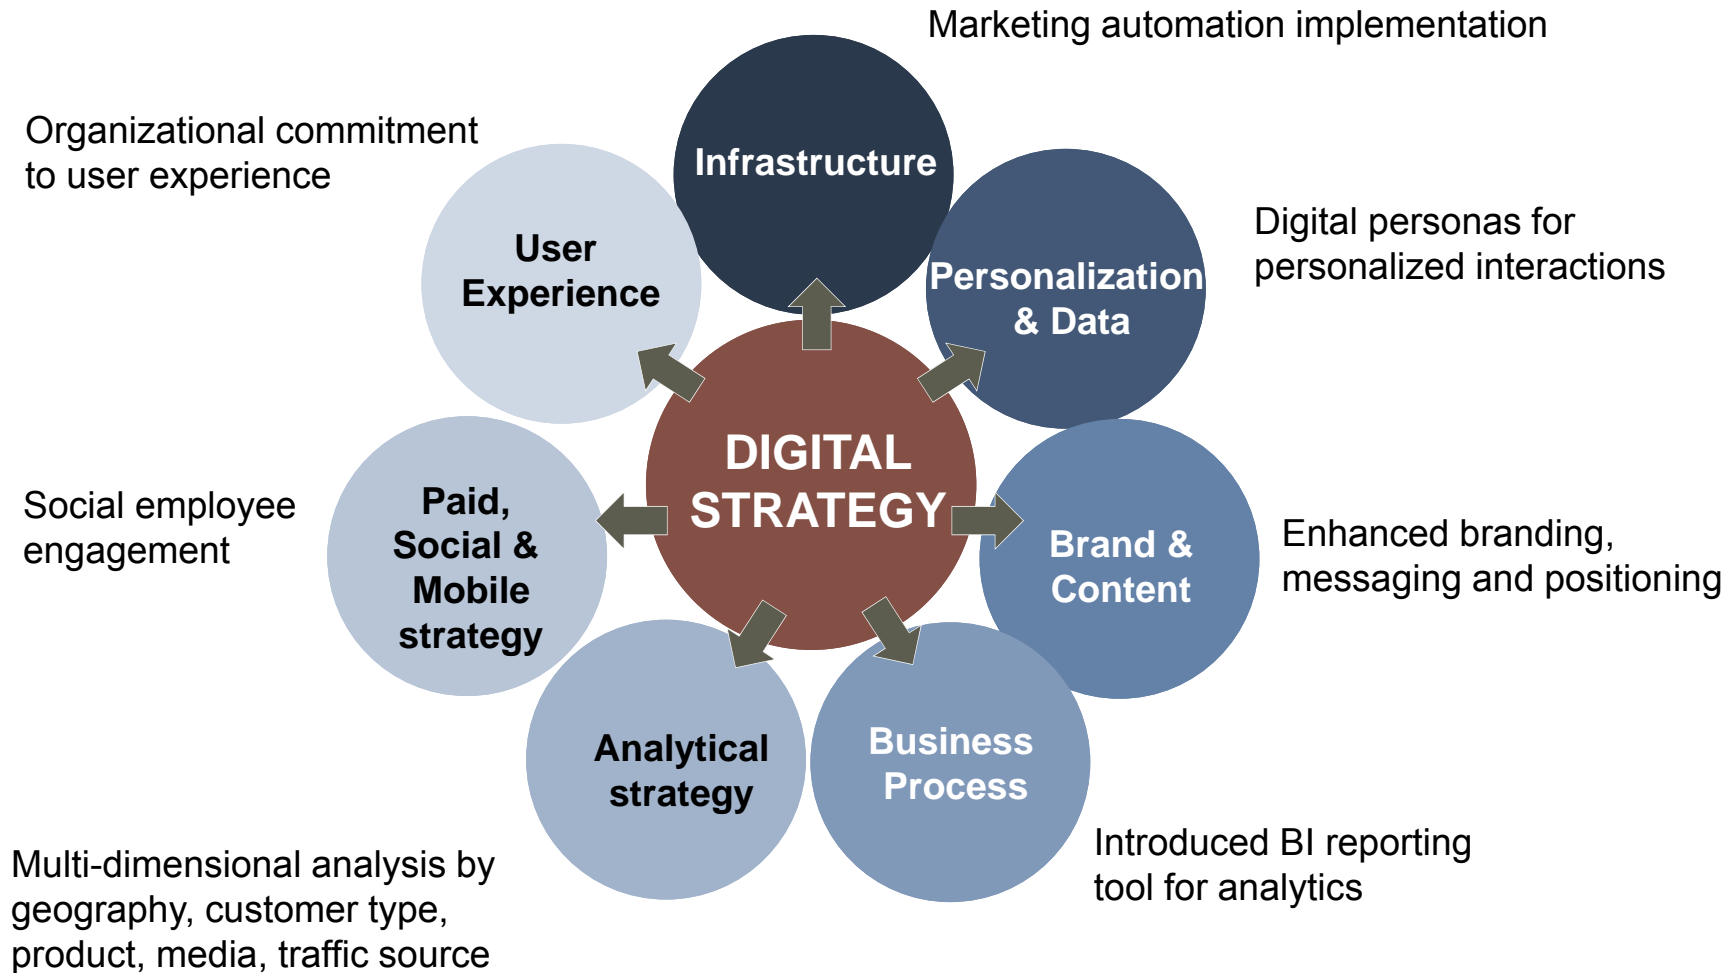 Marketing automation implementation
Infrastructure
Organizational commitment
to user experience
User
Experience
Personalization
& Data
Digital personas for
personalized interactions
DIGITAL
STRATEGY
Social employee
engagement
Paid,
Social &
Mobile
strategy
Brand &
Content
Enhanced branding,
messaging and positioning
Analytical
strategy
Business
Process
Multi-dimensional analysis by
geography, customer type,
product, media, traffic source
Introduced BI reporting
tool for analytics